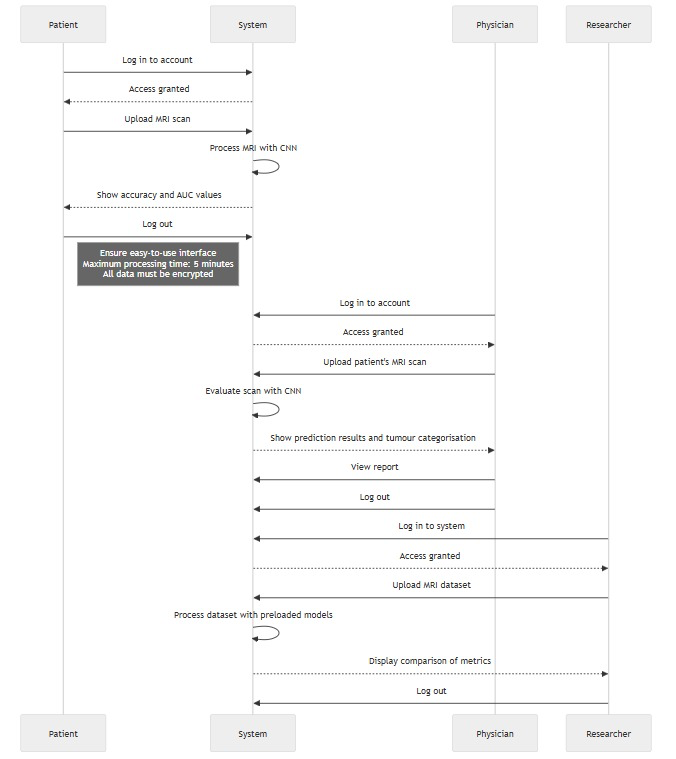 Patient
System
Physician
Researcher
Log in to account
Access granted
Upload MRI scan
Process MRI with CNN
Show accuracy and AUC values
Log out
Ensure easy-to-use interface
Maximum processing time: 5 minutes
All data must be encrypted
Log in to account
Access granted
Upload patient's MRI scan
Evaluate scan with CNN
Show prediction results and tumour categorisation
View report
Log out
Log in to system
Access granted
Upload MRI dataset
Process dataset with preloaded models
Display comparison of metrics
Log out
Patient
System
Physician
Researcher